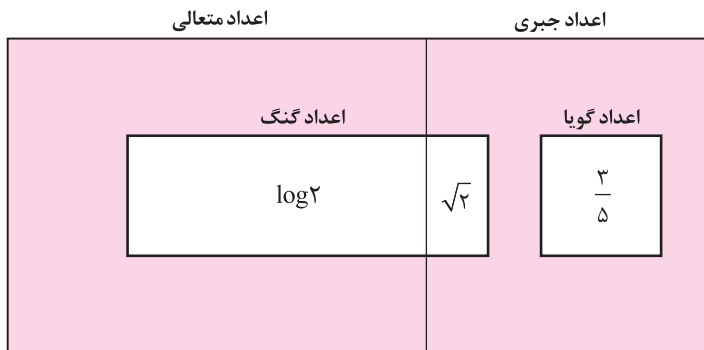 اعداد جبری
اعداد متعالی
اعداد گویا
اعداد گنگ
۳/۵
√۲
log۲